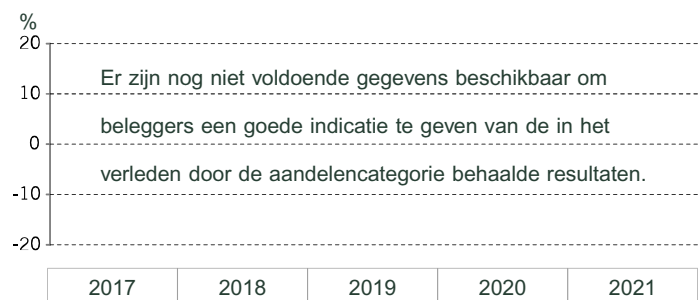 %
20
Er zijn nog niet voldoende gegevens beschikbaar om
10
beleggers een goede indicatie te geven van de in het
0
verleden door de aandelencategorie behaalde resultaten.
-10
-20
2017 2018 2019 2020 2021